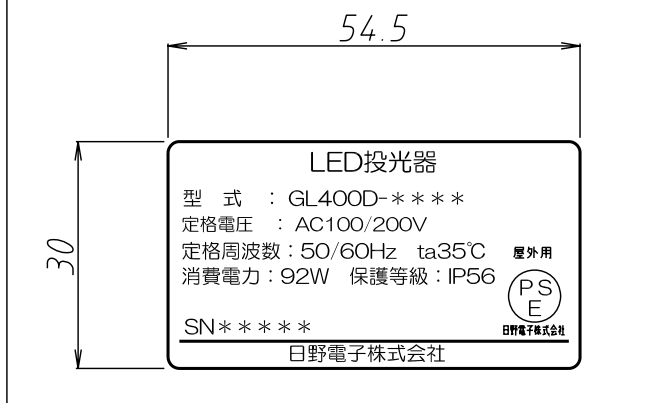 54.5
30
LED投光器
型 式 : GL400D-****
定格電圧 : AC100/200V
定格周波数:50/60Hz ta35℃
屋外用
消費電力:92W 保護等級:IP56
PS
E
日野電子株式会社
SN*****
日野電子株式会社